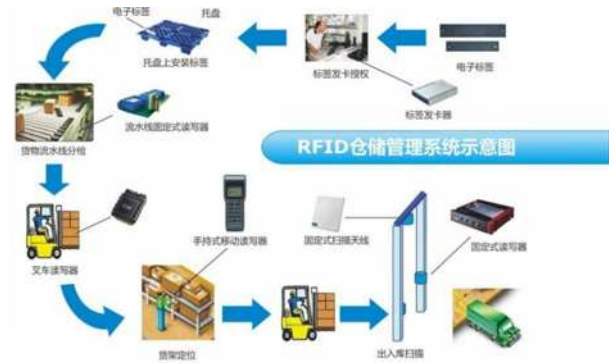 电子标签
托盘
托盘上安装标签
标签发卡授权
电子标签
标签发卡器
货物流水线分检
流水线固定式读写器
RFID仓储管理系统示意图
叉车读写器
手持式移动读写器
固定式扫描天线
固定式读写器
货架定位
出入库扫描